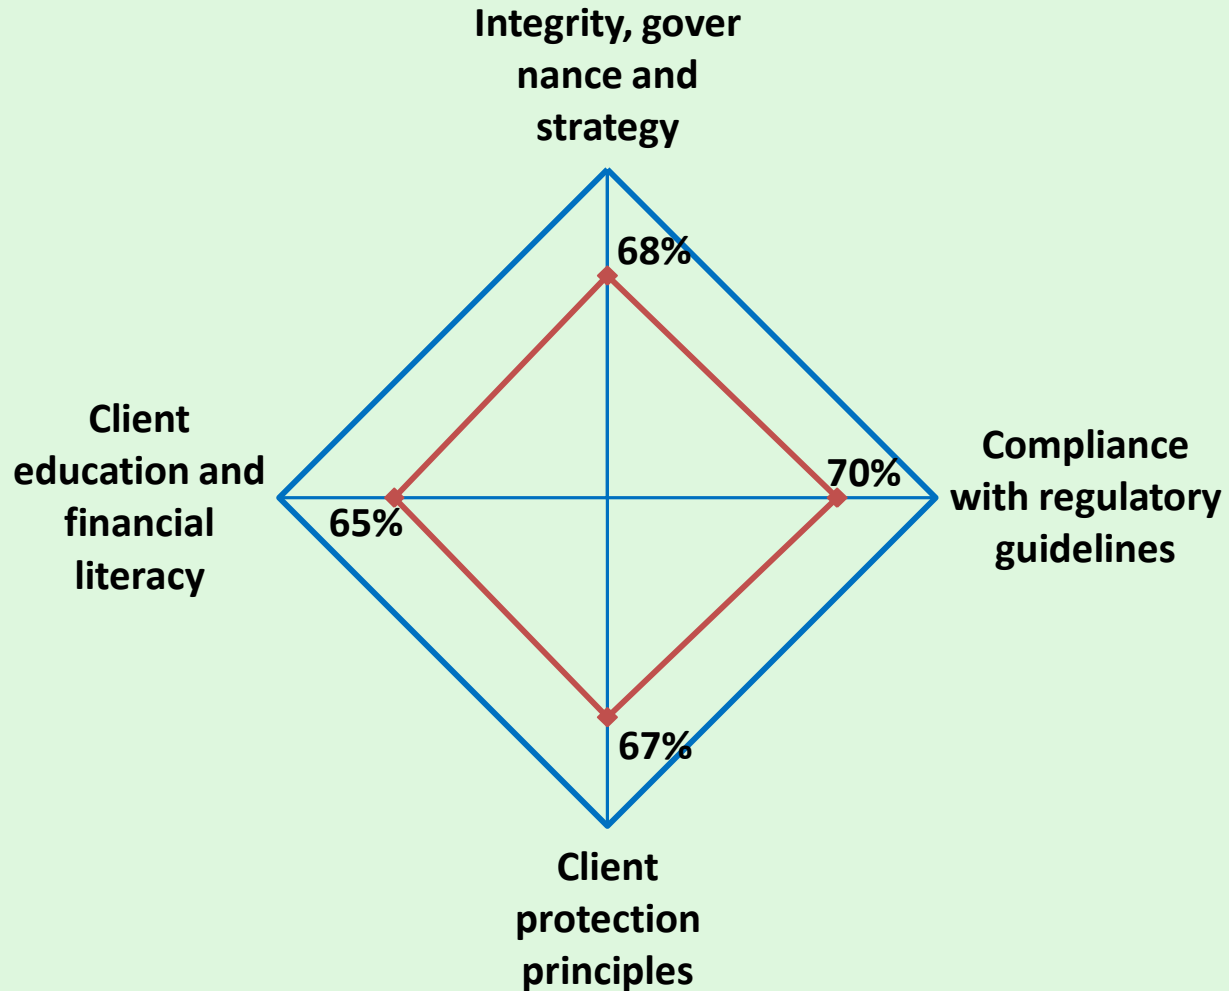 Integrity, gover
nance and
strategy
68%
Client
education and
financial
literacy
65%
70%
Compliance
with regulatory
guidelines
67%
Client
protection
principles